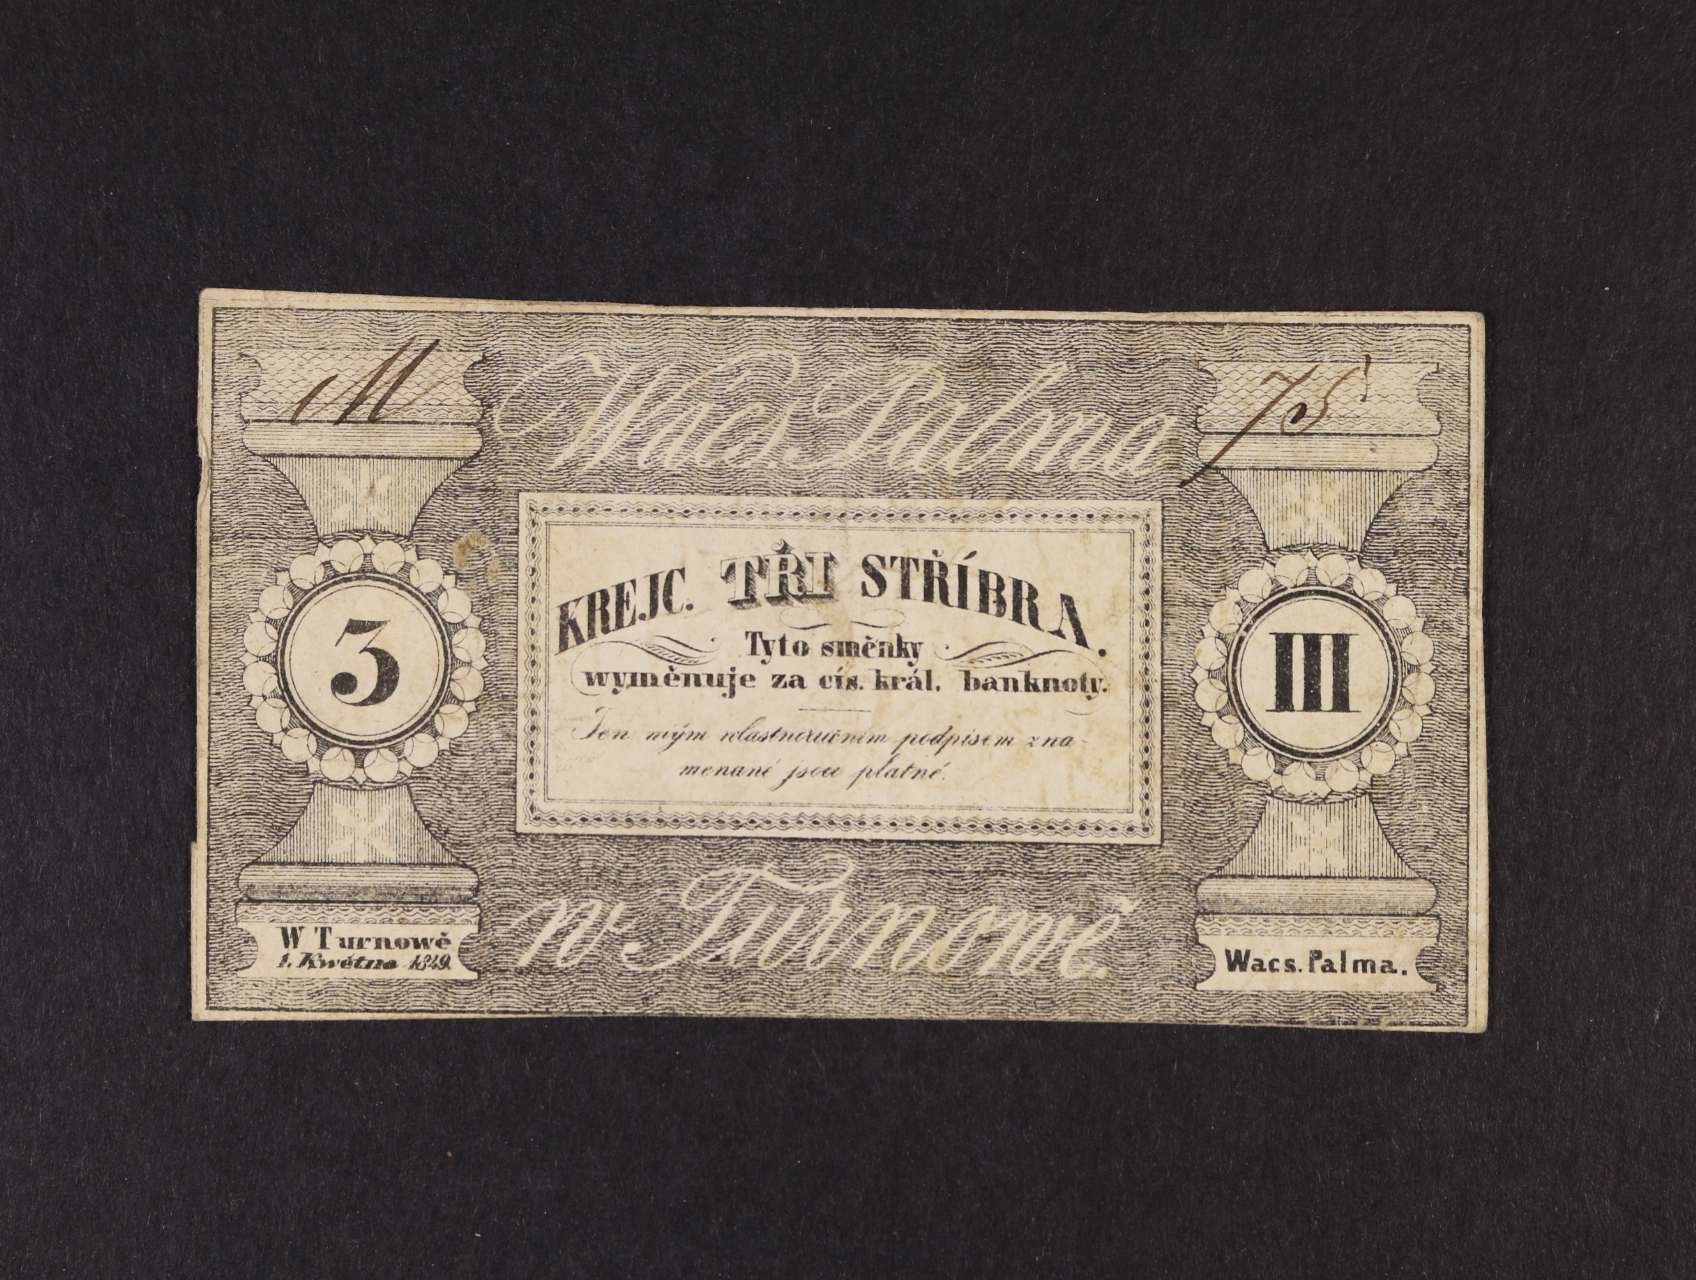 M
75
Wacs. Palma
KREJC. TŘI STŘÍBRA.
Tyto směnky
wyměnuje za cís. král. banknoty.
3
III
Jen mým wlastnoručním podpisem zna-
menané jsou platné.
w Turnowě.
W Turnowě
1. Kwětna 1849.
Wacs. Palma.